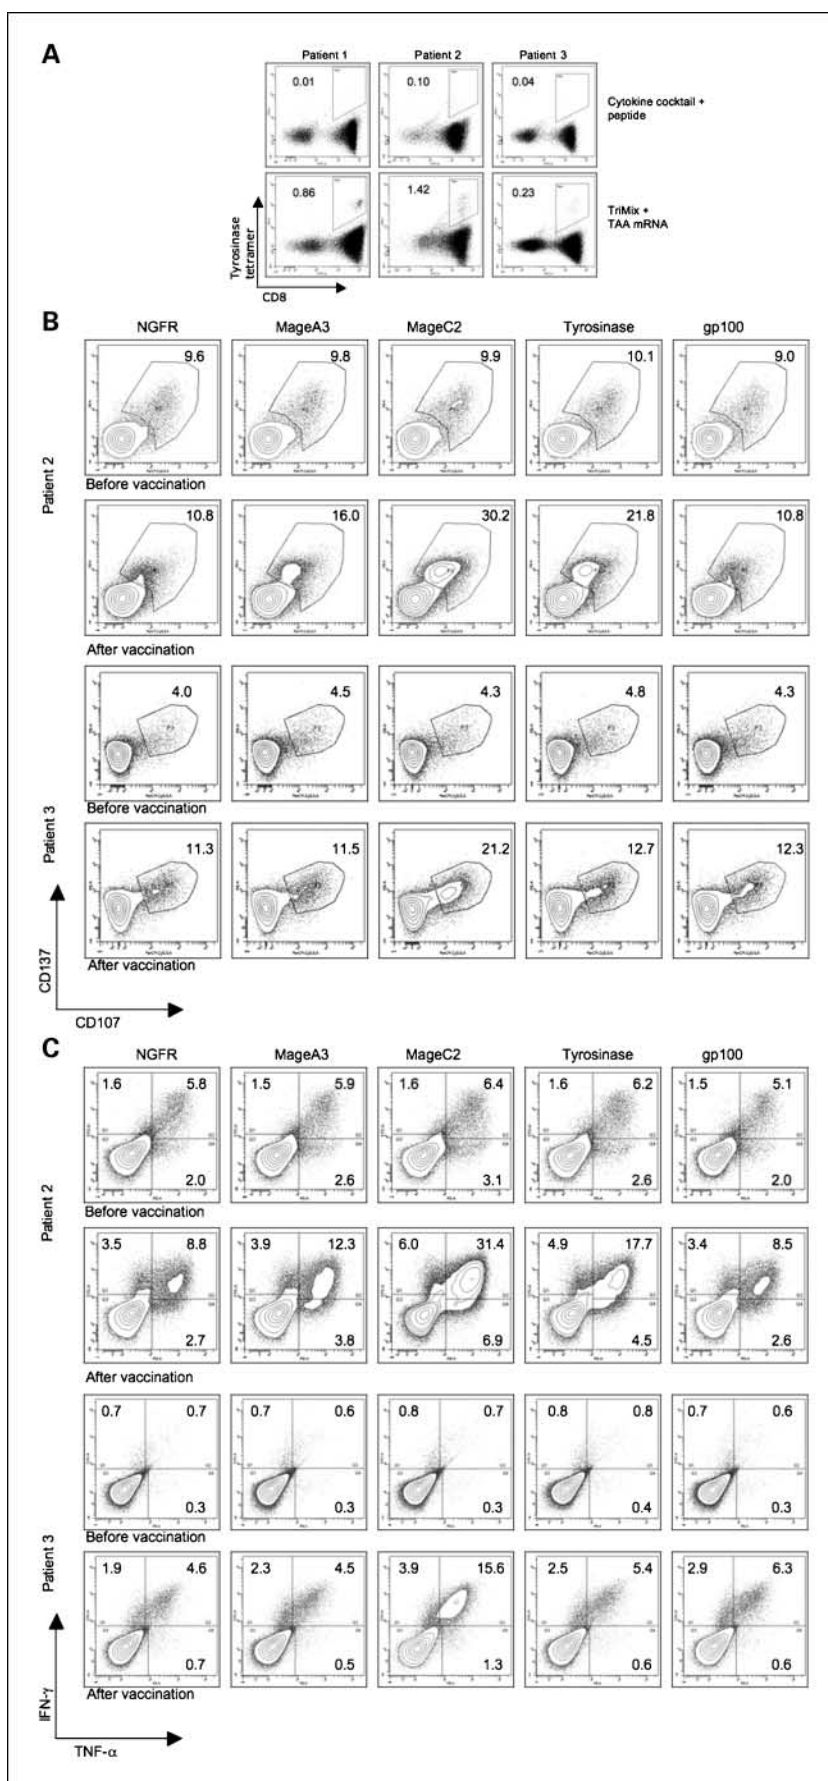 A
Patient 1 Patient 2 Patient 3
0.01 0.10 0.04
Cytokine cocktail +
peptide
0.86 1.42 0.23
TriMix +
TAA mRNA
Tyrosinase
tetramer
CD8
B
NGFR MageA3 MageC2 Tyrosinase gp100
9.6 9.8 9.9 10.1 9.0
Before vaccination
Patient 2
10.8 16.0 30.2 21.8 10.8
After vaccination
4.0 4.5 4.3 4.8 4.3
Before vaccination
Patient 3
11.3 11.5 21.2 12.7 12.3
After vaccination
CD137
CD107
C
NGFR MageA3 MageC2 Tyrosinase gp100
1.6 5.8 1.5 5.9 1.6 6.4 1.6 6.2 1.5 5.1
2.0 2.6 3.1 2.6 2.0
Before vaccination
Patient 2
3.5 8.8 3.9 12.3 6.0 31.4 4.9 17.7 3.4 8.5
2.7 3.8 6.9 4.5 2.6
After vaccination
0.7 0.7 0.7 0.6 0.8 0.7 0.8 0.8 0.7 0.6
0.3 0.3 0.3 0.4 0.3
Before vaccination
Patient 3
1.9 4.6 2.3 4.5 3.9 15.6 2.5 5.4 2.9 6.3
0.7 0.5 1.3 0.6 0.6
After vaccination
IFN-γ
TNF-α